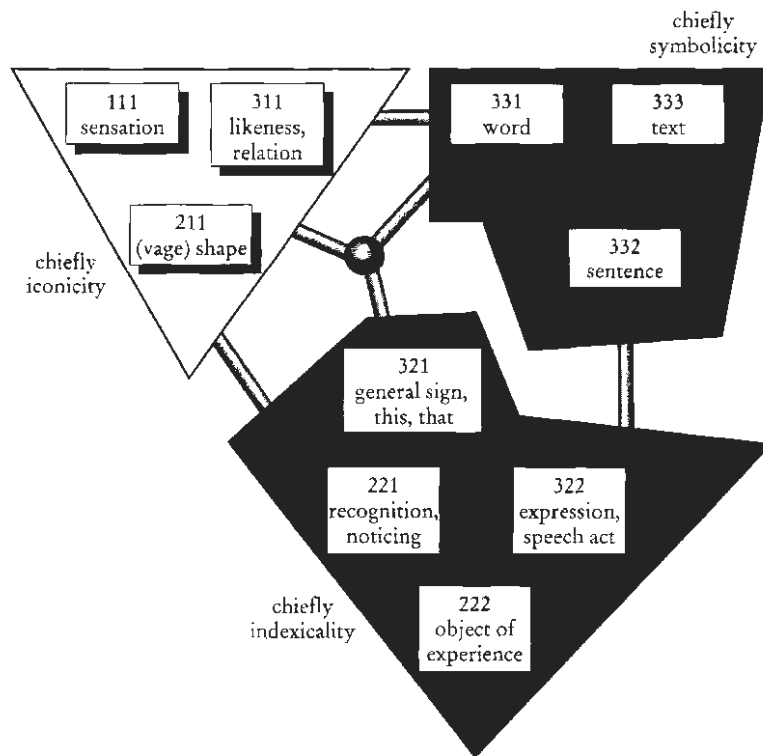 chiefly
symbolicity
111
sensation
311
likeness,
relation
331
word
333
text
211
(vage) shape
chiefly
iconicity
332
sentence
321
general sign,
this, that
221
recognition,
noticing
322
expression,
speech act
chiefly
indexicality
222
object of
experience